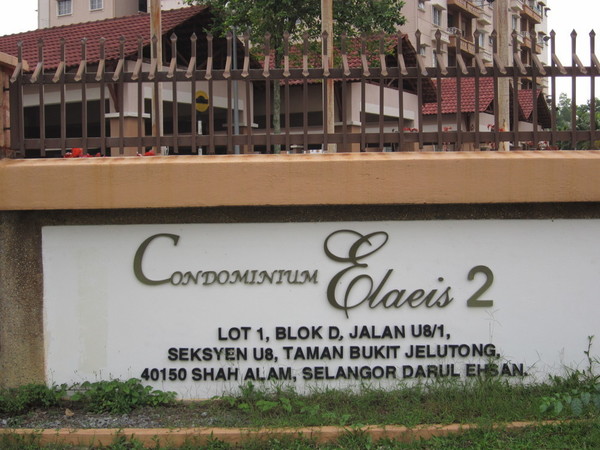 CONDOMINIUM Elaeis 2
LOT 1, BLOK D, JALAN U8/1,
SEKSYEN U8, TAMAN BUKIT JELUTONG,
40150 SHAH ALAM, SELANGOR DARUL EHSAN.